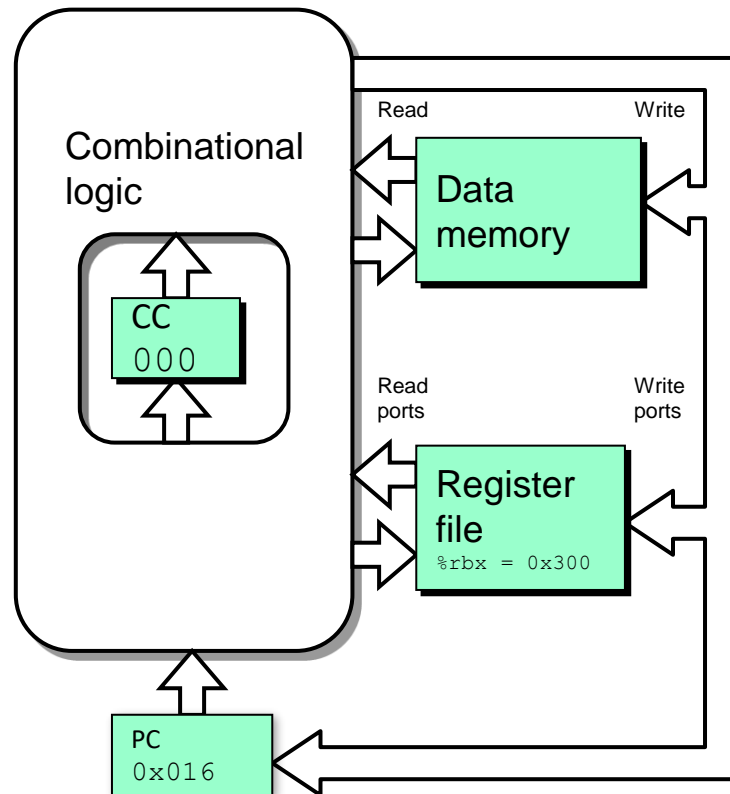 Read
Write
Combinational
logic
Data
memory
CC
000
Read
ports
Write
ports
Register
file
%rbx = 0x300
PC
0x016